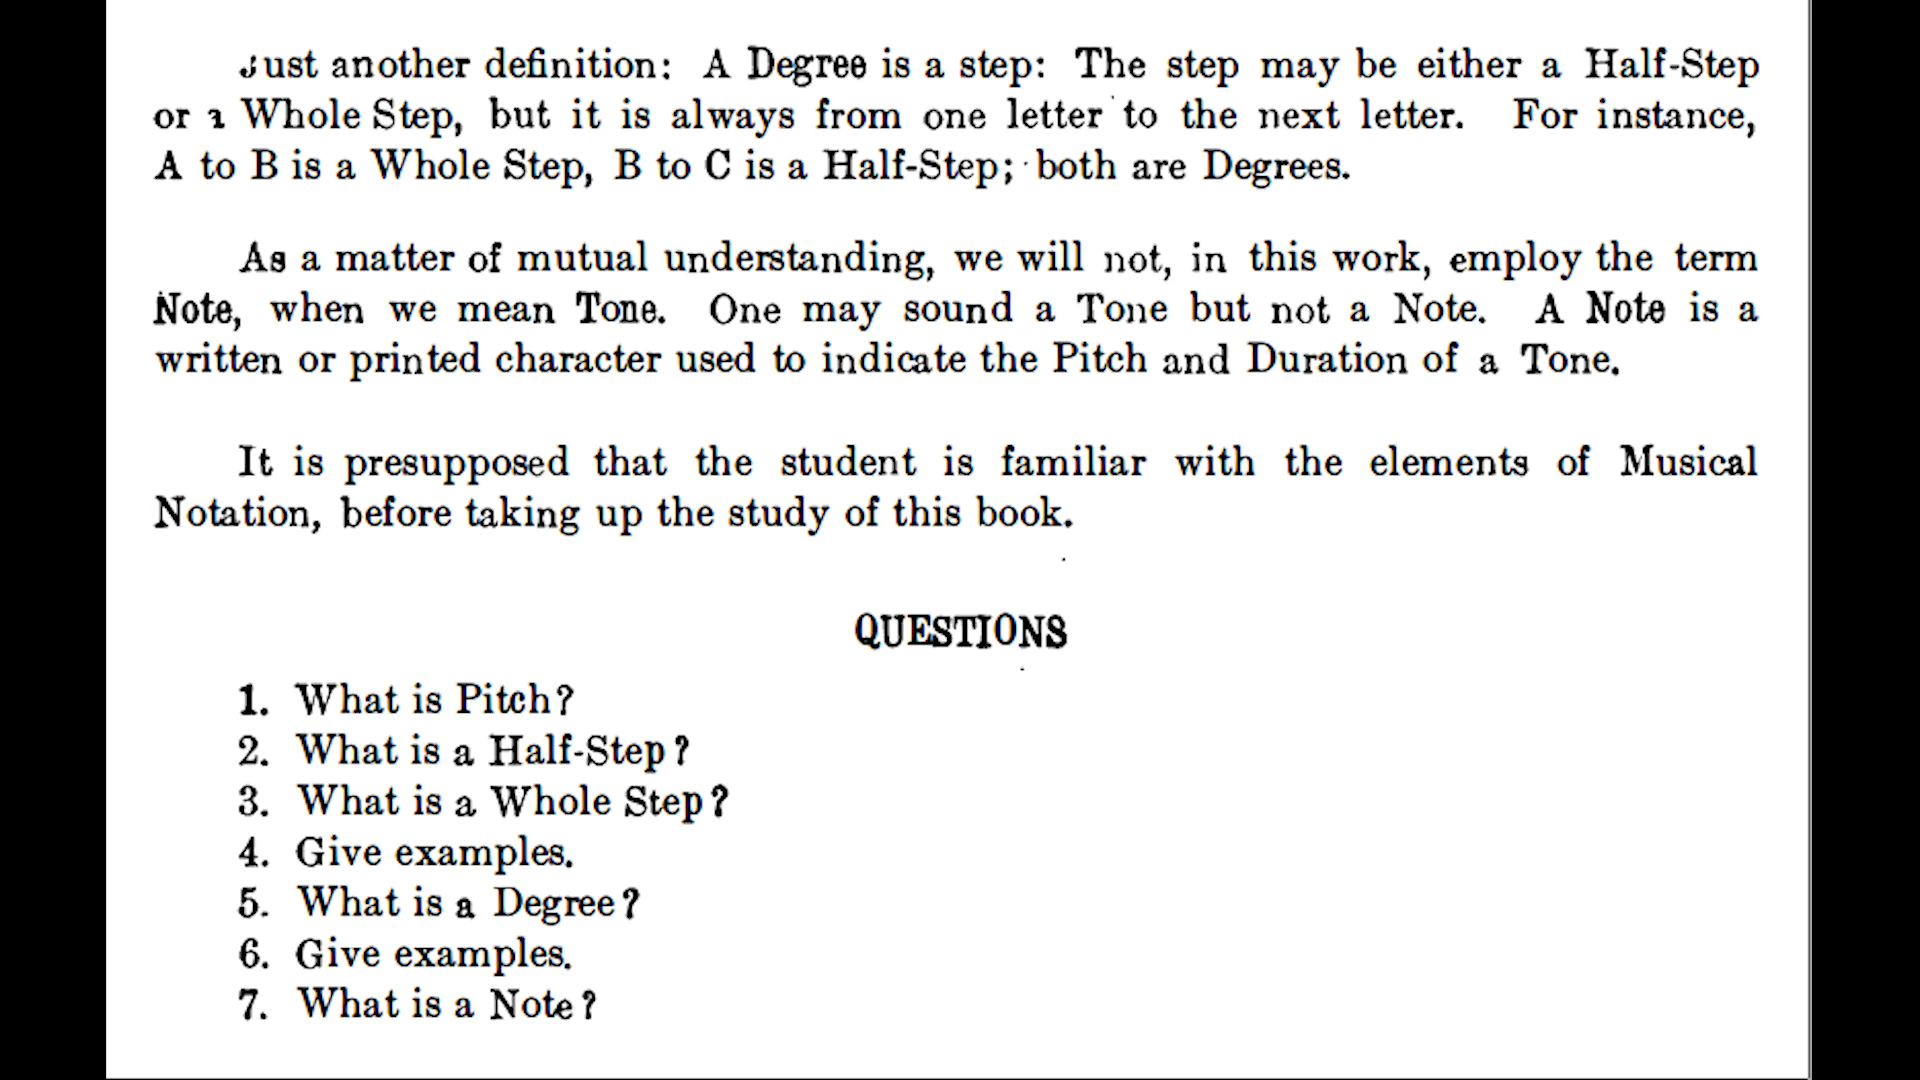 Just another definition: A Degree is a step: The step may be either a Half-Step
or a Whole Step, but it is always from one letter to the next letter. For instance,
A to B is a Whole Step, B to C is a Half-Step; both are Degrees.
As a matter of mutual understanding, we will not, in this work, employ the term
Note, when we mean Tone. One may sound a Tone but not a Note. A Note is a
written or printed character used to indicate the Pitch and Duration of a Tone.
It is presupposed that the student is familiar with the elements of Musical
Notation, before taking up the study of this book.
QUESTIONS
1. What is Pitch?
2. What is a Half-Step?
3. What is a Whole Step?
4. Give examples.
5. What is a Degree?
6. Give examples.
7. What is a Note?